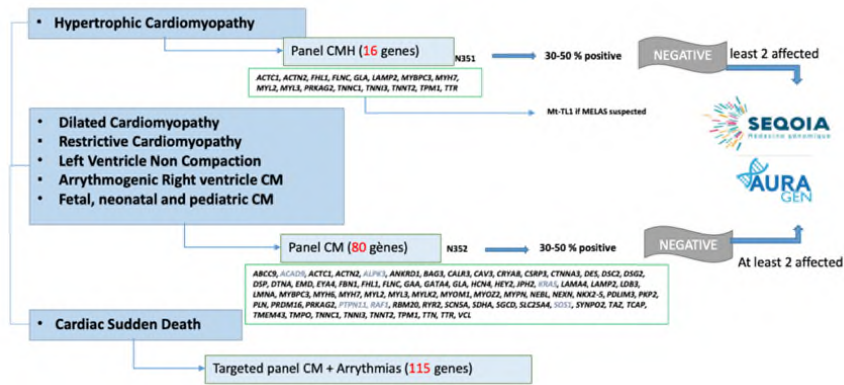 • Hypertrophic Cardiomyopathy
Panel CMH (16 genes)
N351
30-50 % positive
NEGATIVE
least 2 affected
ACTC1, ACTN2, FHL1, FLNC, GLA, LAMP2, MYBPC3, MYH7,
MYL2, MYL3, PRKAG2, TNNC1, TNNI3, TNNT2, TPM1, TTR
Mt-TL1 if MELAS suspected
SEQOIA
Médecine génomique
AURA
GEN
• Dilated Cardiomyopathy
• Restrictive Cardiomyopathy
• Left Ventricle Non Compaction
• Arrythmogenic Right ventricle CM
• Fetal, neonatal and pediatric CM
Panel CM (80 gènes)
N352
30-50 % positive
NEGATIVE
At least 2 affected
ABCC9, ACAD9, ACTC1, ACTN2, ALPK3, ANKRD1, BAG3, CALR3, CAV3, CRYAB, CSRP3, CTNNA3, DES, DSC2, DSG2,
DSP, DTNA, EMD, EYA4, FBN1, FHL1, FLNC, GAA, GATA4, GLA, HCN4, HEY2, JPH2, KRAS, LAMA4, LAMP2, LDB3,
LMNA, MYBPC3, MYH6, MYH7, MYL2, MYL3, MYLK2, MYOM1, MYOZ2, MYPN, NEBL, NEXN, NKX2-5, PDLIM3, PKP2,
PLN, PRDM16, PRKAG2, PTPN11, RAF1, RBM20, RYR2, SCN5A, SDHA, SGCD, SLC25A4, SOS1, SYNPO2, TAZ, TCAP,
TMEM43, TMPO, TNNC1, TNNI3, TNNT2, TPM1, TTN, TTR, VCL
• Cardiac Sudden Death
Targeted panel CM + Arrythmias (115 genes)